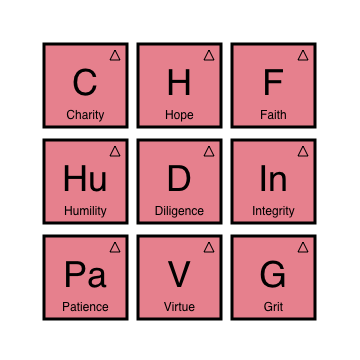 C H F
Charity Hope Faith
Hu D In
Humility Diligence Integrity
Pa V G
Patience Virtue Grit